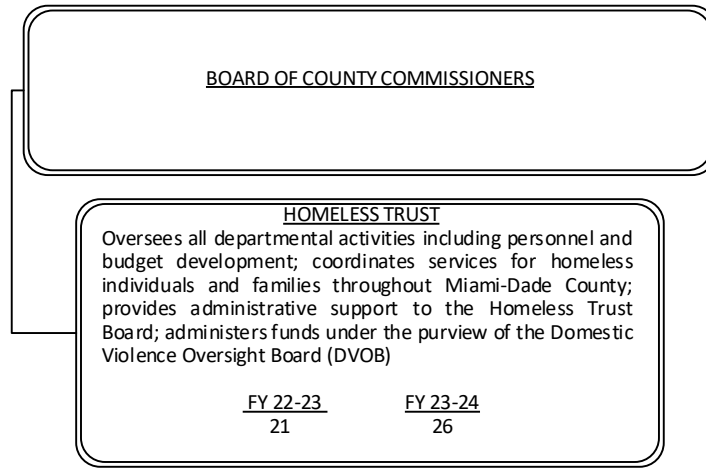 BOARD OF COUNTY COMMISSIONERS
HOMELESS TRUST
Oversees all departmental activities including personnel and
budget development; coordinates services for homeless
individuals and families throughout Miami-Dade County;
provides administrative support to the Homeless Trust
Board; administers funds under the purview of the Domestic
Violence Oversight Board (DVOB)
FY 22-23 FY 23-24
21 26